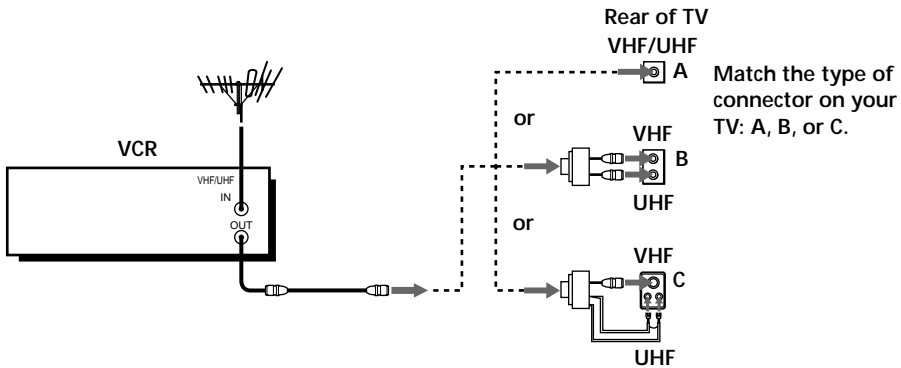 Rear of TV
VHF/UHF
A
Match the type of
connector on your
TV: A, B, or C.
or
VHF
B
UHF
VCR
VHF/UHF
IN
OUT
or
VHF
C
UHF